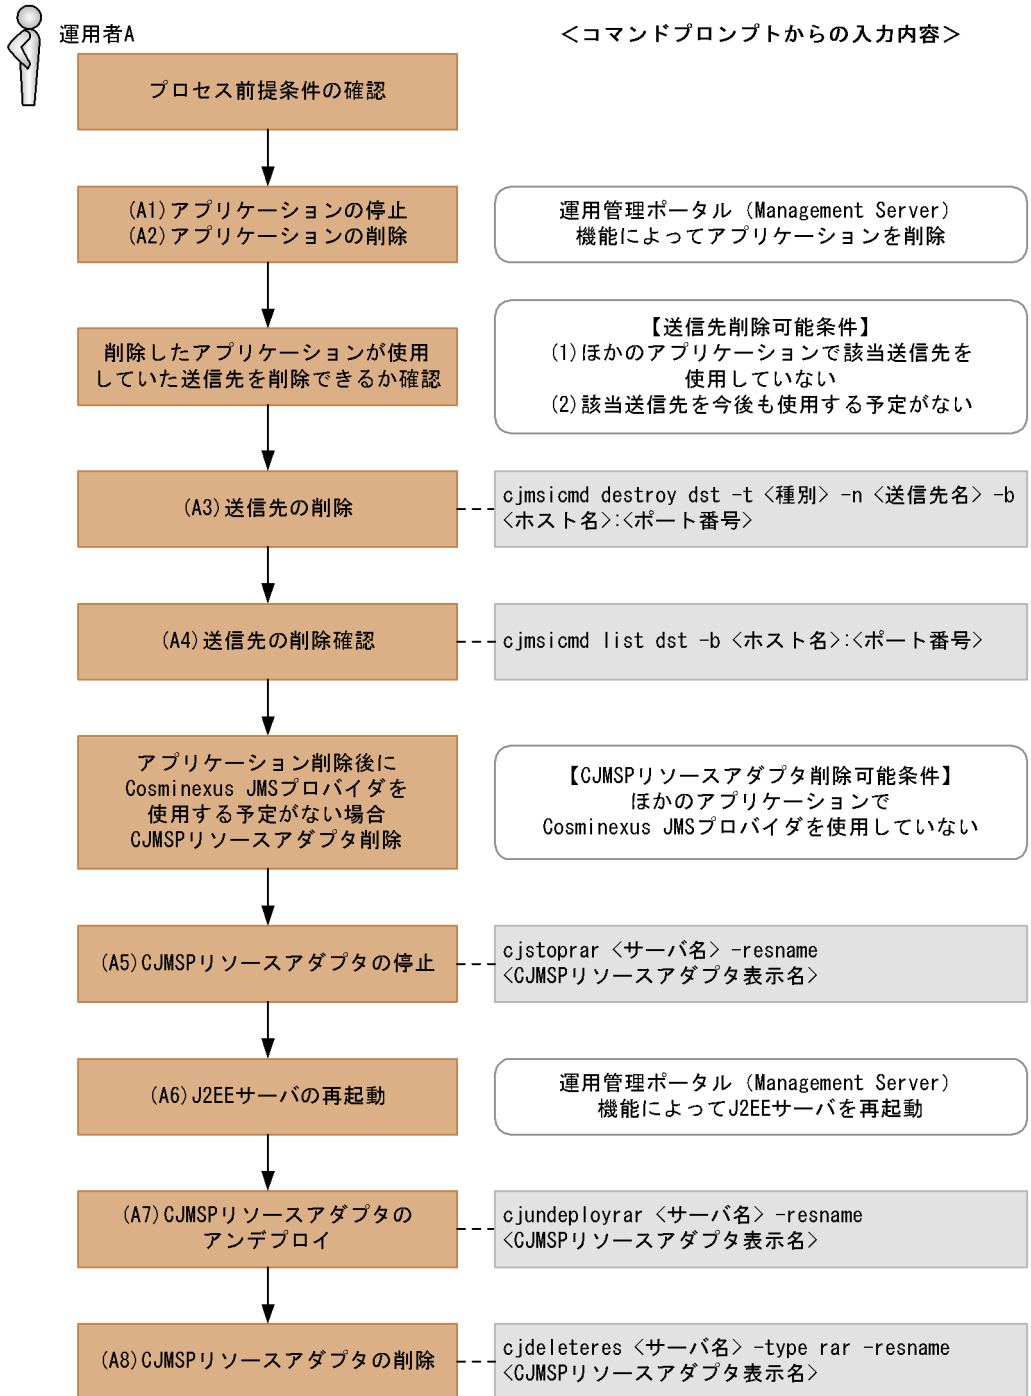 運用者A
＜コマンドプロンプトからの入力内容＞
プロセス前提条件の確認
(A1)アプリケーションの停止
(A2)アプリケーションの削除
運用管理ポータル（Management Server）
機能によってアプリケーションを削除
削除したアプリケーションが使用
していた送信先を削除できるか確認
【送信先削除可能条件】
(1)ほかのアプリケーションで該当送信先を
使用していない
(2)該当送信先を今後も使用する予定がない
(A3)送信先の削除
cjmsicmd destroy dst -t <種別> -n <送信先名> -b
<ホスト名>:<ポート番号>
(A4)送信先の削除確認
cjmsicmd list dst -b <ホスト名>:<ポート番号>
アプリケーション削除後に
Cosminexus JMSプロバイダを
使用する予定がない場合
CJMSPリソースアダプタ削除
【CJMSPリソースアダプタ削除可能条件】
ほかのアプリケーションで
Cosminexus JMSプロバイダを使用していない
(A5)CJMSPリソースアダプタの停止
cjstoprar <サーバ名> -resname
<CJMSPリソースアダプタ表示名>
(A6)J2EEサーバの再起動
運用管理ポータル（Management Server）
機能によってJ2EEサーバを再起動
(A7)CJMSPリソースアダプタの
アンデプロイ
cjundeployrar <サーバ名> -resname
<CJMSPリソースアダプタ表示名>
(A8)CJMSPリソースアダプタの削除
cjdeleteres <サーバ名> -type rar -resname
<CJMSPリソースアダプタ表示名>